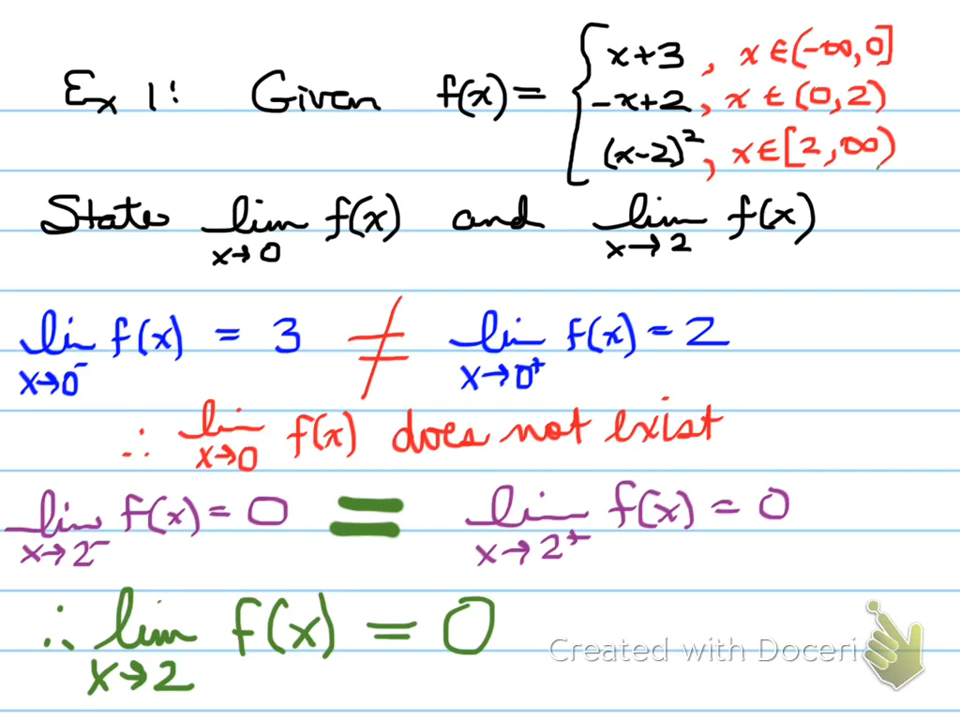 Ex 1: Given f(x) = { x+3 , x ∈ (-∞, 0]
-x+2 , x ∈ (0, 2)
(x-2)² , x ∈ [2, ∞)
State lim x→0 f(x) and lim x→2 f(x)
lim x→0⁻ f(x) = 3 ≠ lim x→0⁺ f(x) = 2
∴ lim x→0 f(x) does not exist
lim x→2⁻ f(x) = 0 = lim x→2⁺ f(x) = 0
∴ lim x→2 f(x) = 0
Created with Doceri